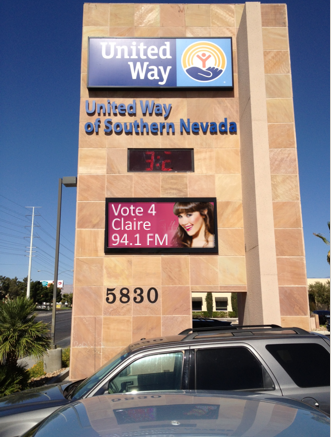 United
Way
United Way
of Southern Nevada
Vote 4
Claire
94.1 FM
5830